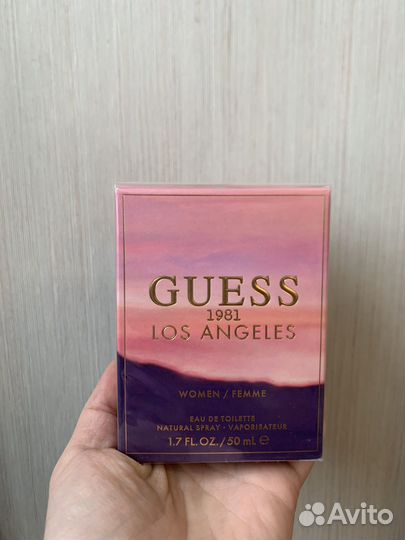 GUESS
1981
LOS ANGELES
WOMEN / FEMME
EAU DE TOILETTE
NATURAL SPRAY • VAPORISATEUR
1.7 FL.OZ./50 mL ℮
Avito